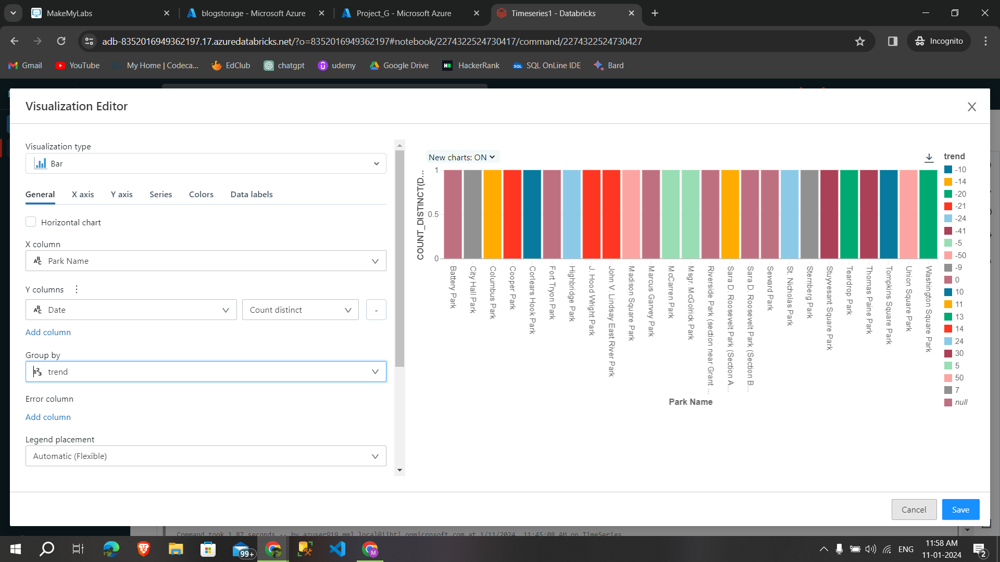 MakeMyLabs
blogstorage - Microsoft Azure
Project_G - Microsoft Azure
Timeseries1 - Databricks
adb-8352016949362197.17.azuredatabricks.net/?o=8352016949362197#notebook/2274322524730417/command/2274322524730427
Incognito
Gmail
YouTube
My Home | Codeca...
EdClub
chatgpt
udemy
Google Drive
HackerRank
SQL OnLine IDE
Bard
Visualization Editor
Visualization type
Bar
General
X axis
Y axis
Series
Colors
Data labels
Horizontal chart
X column
Park Name
Y columns
Date
Count distinct
-
Add column
Group by
trend
Error column
Add column
Legend placement
Automatic (Flexible)
New charts: ON
COUNT_DISTINCT(D...
1
0.5
0
Battery Park
City Hall Park
Columbus Park
Cooper Park
Corlears Hook Park
Fort Tryon Park
Highbridge Park
J. Hood Wright Park
John V. Lindsay East River Park
Madison Square Park
Marcus Garvey Park
McCarren Park
Msgr. McGolrick Park
Riverside Park (section near Grant ...
Sara D. Roosevelt Park (Section A...
Sara D. Roosevelt Park (Section B...
Seward Park
St. Nicholas Park
Sternberg Park
Stuyvesant Square Park
Teardrop Park
Thomas Paine Park
Tompkins Square Park
Union Square Park
Washington Square Park
Park Name
trend
-10
-14
-20
-21
-24
-41
-5
-50
-9
0
10
11
13
14
24
30
5
50
7
null
Cancel
Save
Command took 1.87 seconds -- by azuser919_mml.local@iihtl.onmicrosoft.com at 1/11/2024, 11:45:08 AM on TimeSeries
99+
ENG
11:58 AM
11-01-2024
2